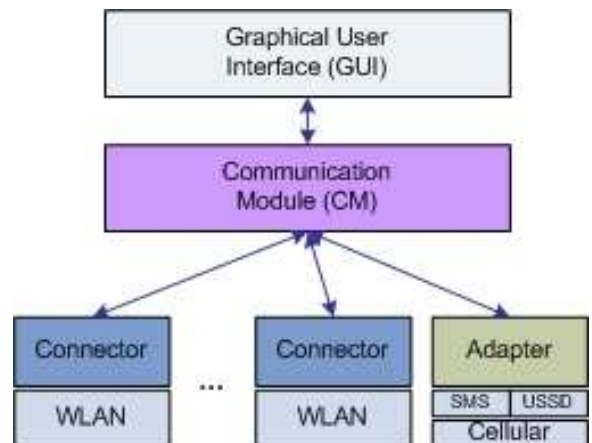 Graphical User
Interface (GUI)
Communication
Module (CM)
Connector
...
Connector
Adapter
WLAN
WLAN
SMS
USSD
Cellular